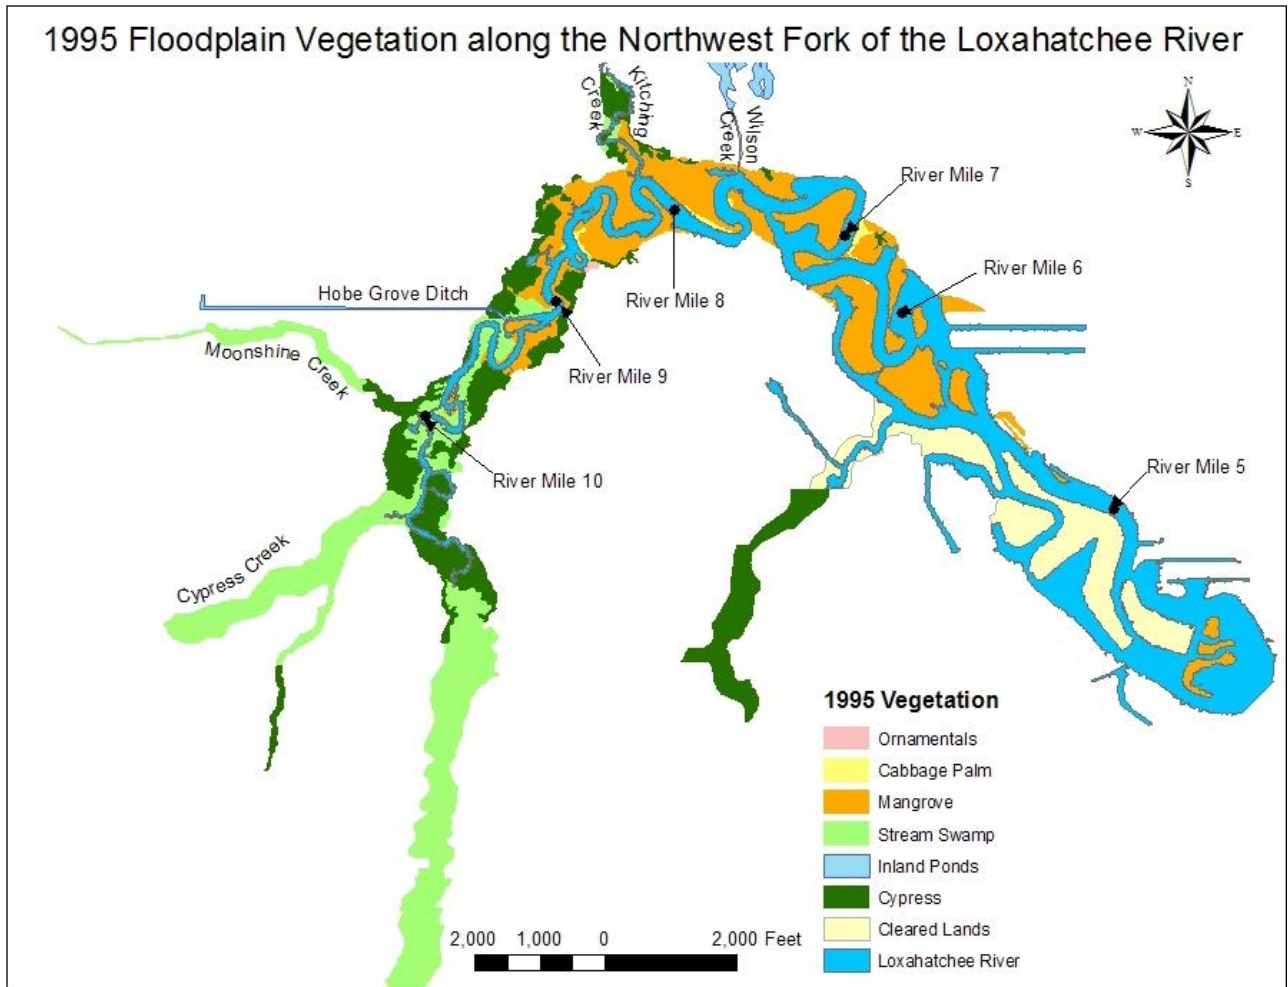 1995 Floodplain Vegetation along the Northwest Fork of the Loxahatchee River
Kitching
Creek
Wilson
Creek
N
W
E
S
River Mile 7
River Mile 6
River Mile 8
Hobe Grove Ditch
Moonshine Creek
River Mile 9
River Mile 10
River Mile 5
Cypress Creek
1995 Vegetation
Ornamentals
Cabbage Palm
Mangrove
Stream Swamp
Inland Ponds
Cypress
Cleared Lands
Loxahatchee River
2,000 1,000 0 2,000 Feet